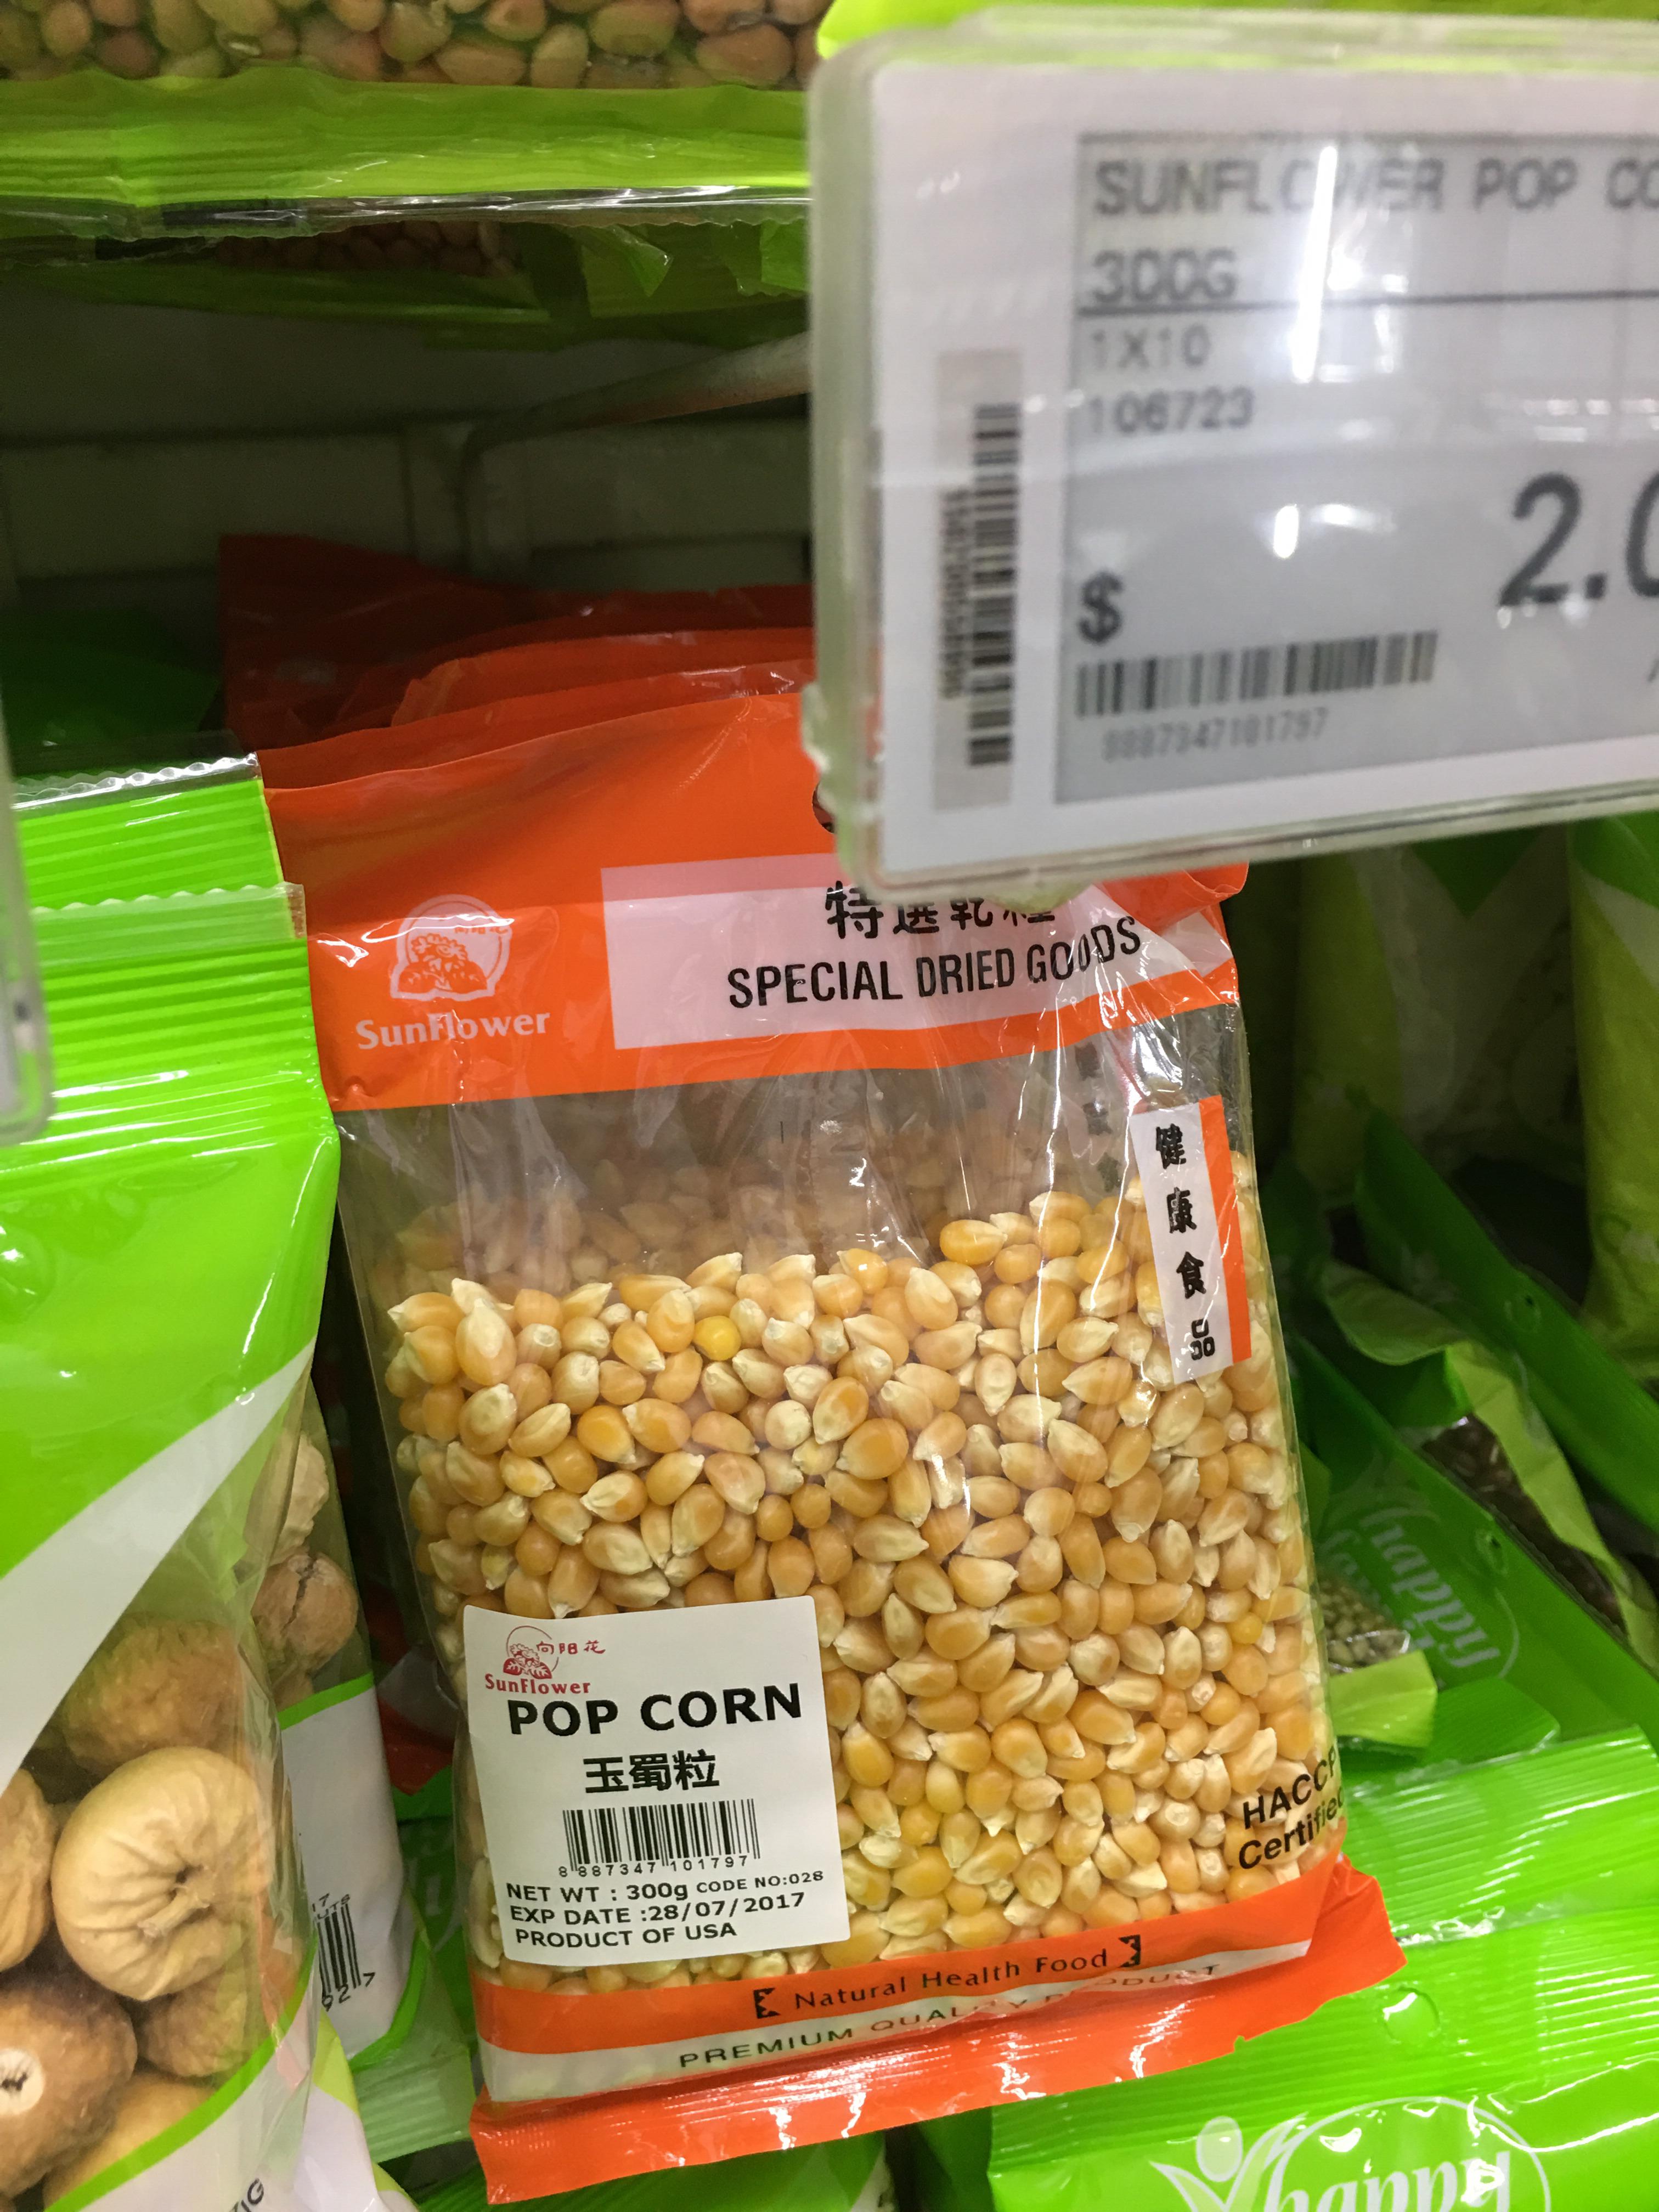 SUNFLOWER POP
300G
1X10
106723
$
2.0
8887347101797
SunFlower
特選乾糧
SPECIAL DRIED GOODS
健康食品
向阳花
SunFlower
POP CORN
玉蜀粒
8 887347 101797
NET WT : 300g CODE NO:028
EXP DATE :28/07/2017
PRODUCT OF USA
HACCP
Certified
Natural Health Food
PREMIUM QUALITY PRODUCT
happy
happy